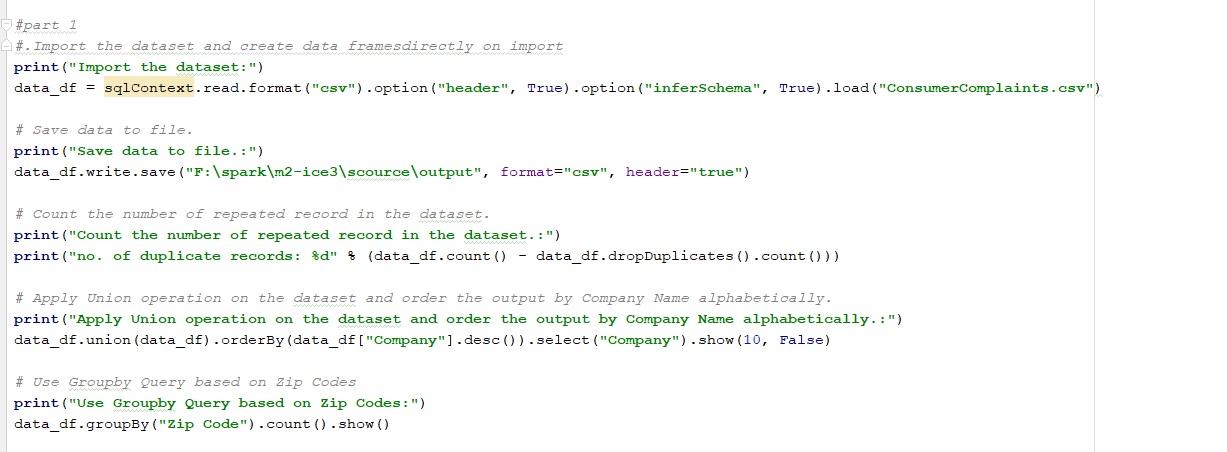 #part 1
#.Import the dataset and create data framesdirectly on import
print("Import the dataset:")
data_df = sqlContext.read.format("csv").option("header", True).option("inferSchema", True).load("ConsumerComplaints.csv")
# Save data to file.
print("Save data to file.:")
data_df.write.save("F:\spark\m2-ice3\scource\output", format="csv", header="true")
# Count the number of repeated record in the dataset.
print("Count the number of repeated record in the dataset.:")
print("no. of duplicate records: %d" % (data_df.count() - data_df.dropDuplicates().count()))
# Apply Union operation on the dataset and order the output by Company Name alphabetically.
print("Apply Union operation on the dataset and order the output by Company Name alphabetically.:")
data_df.union(data_df).orderBy(data_df["Company"].desc()).select("Company").show(10, False)
# Use Groupby Query based on Zip Codes
print("Use Groupby Query based on Zip Codes:")
data_df.groupBy("Zip Code").count().show()